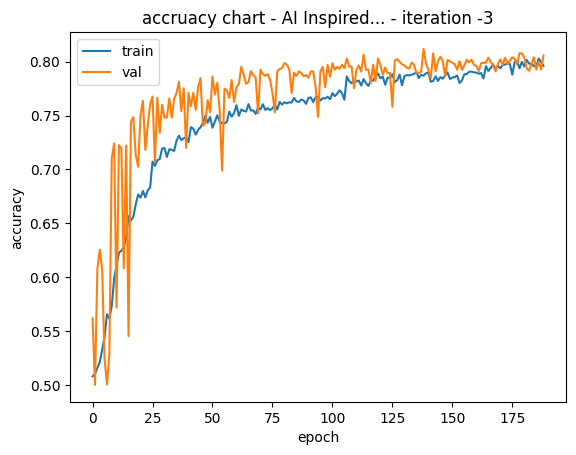 accruacy chart - AI Inspired... - iteration -3
train
val
0.80
0.75
0.70
0.65
0.60
0.55
0.50
accuracy
0 25 50 75 100 125 150 175
epoch